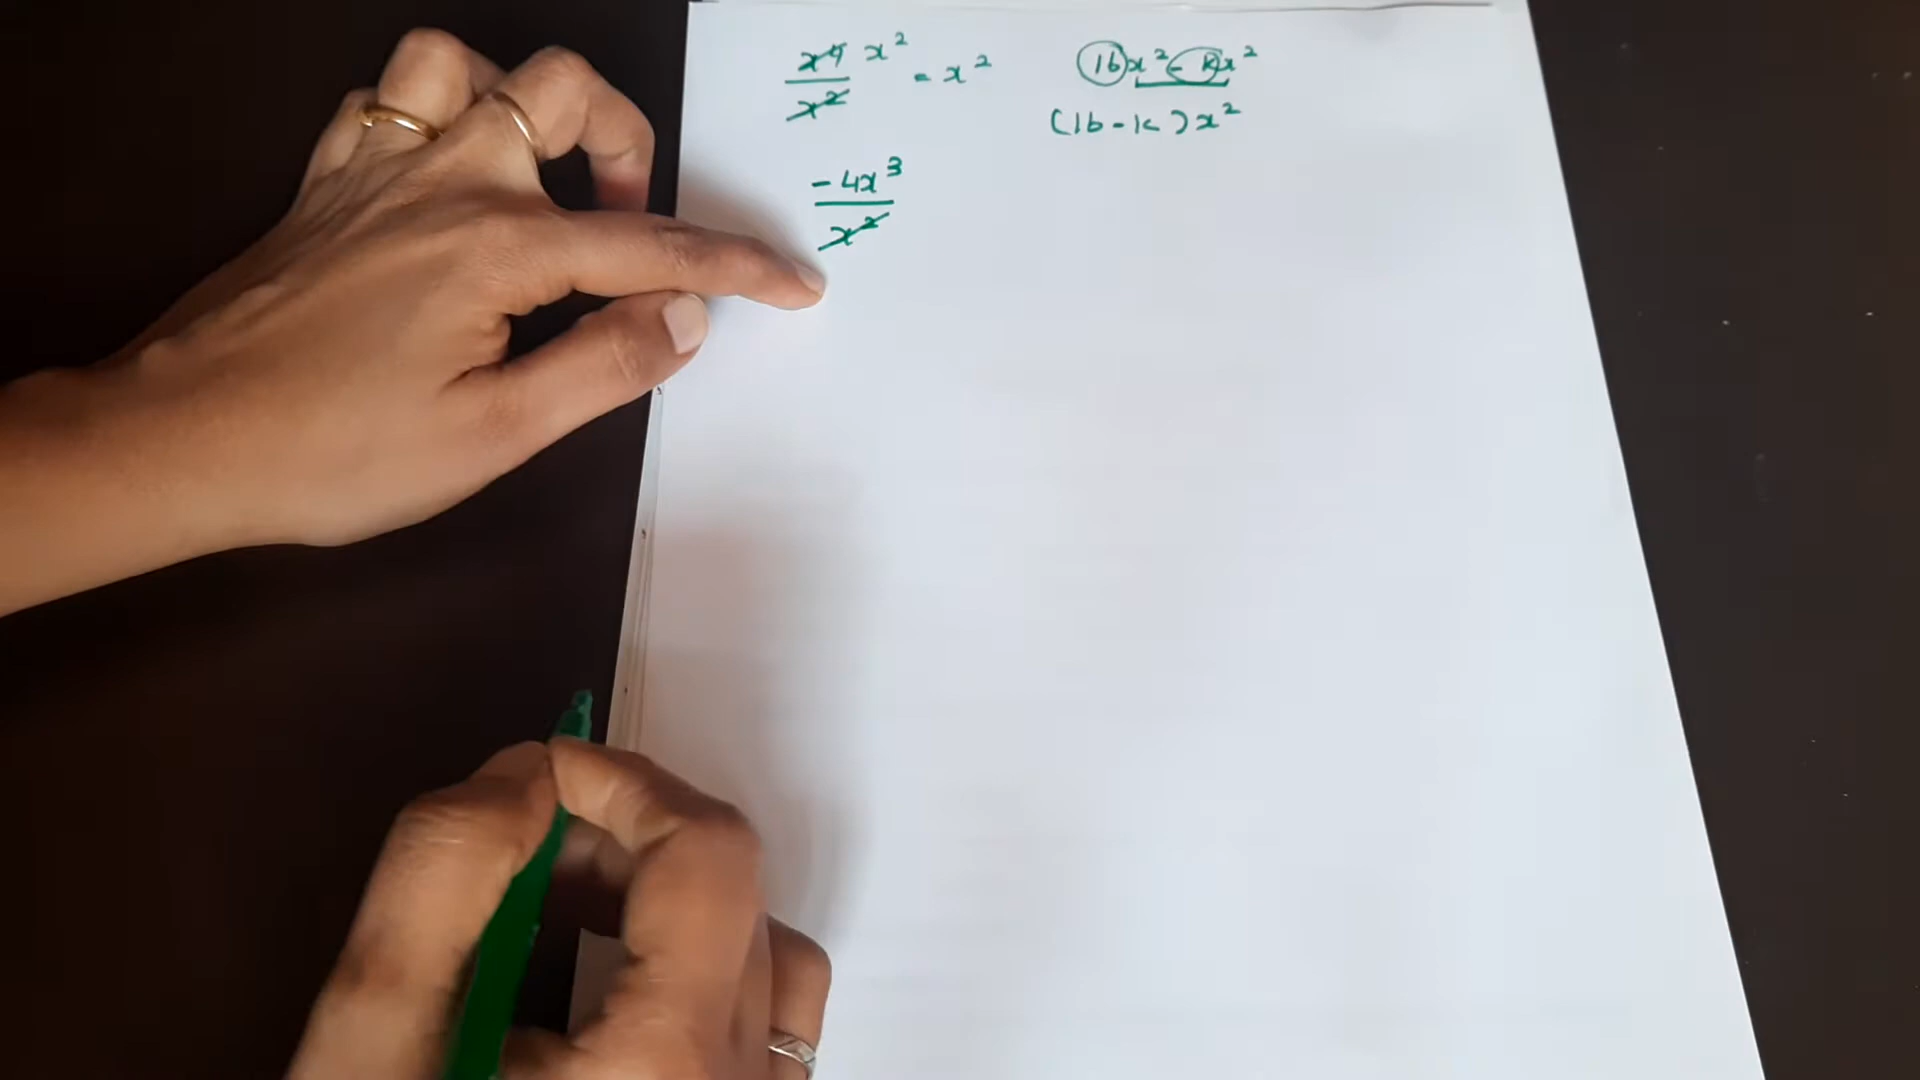 x⁴ x²
x² = x²
-4x³
x²
16x² - kx²
(16-k)x²